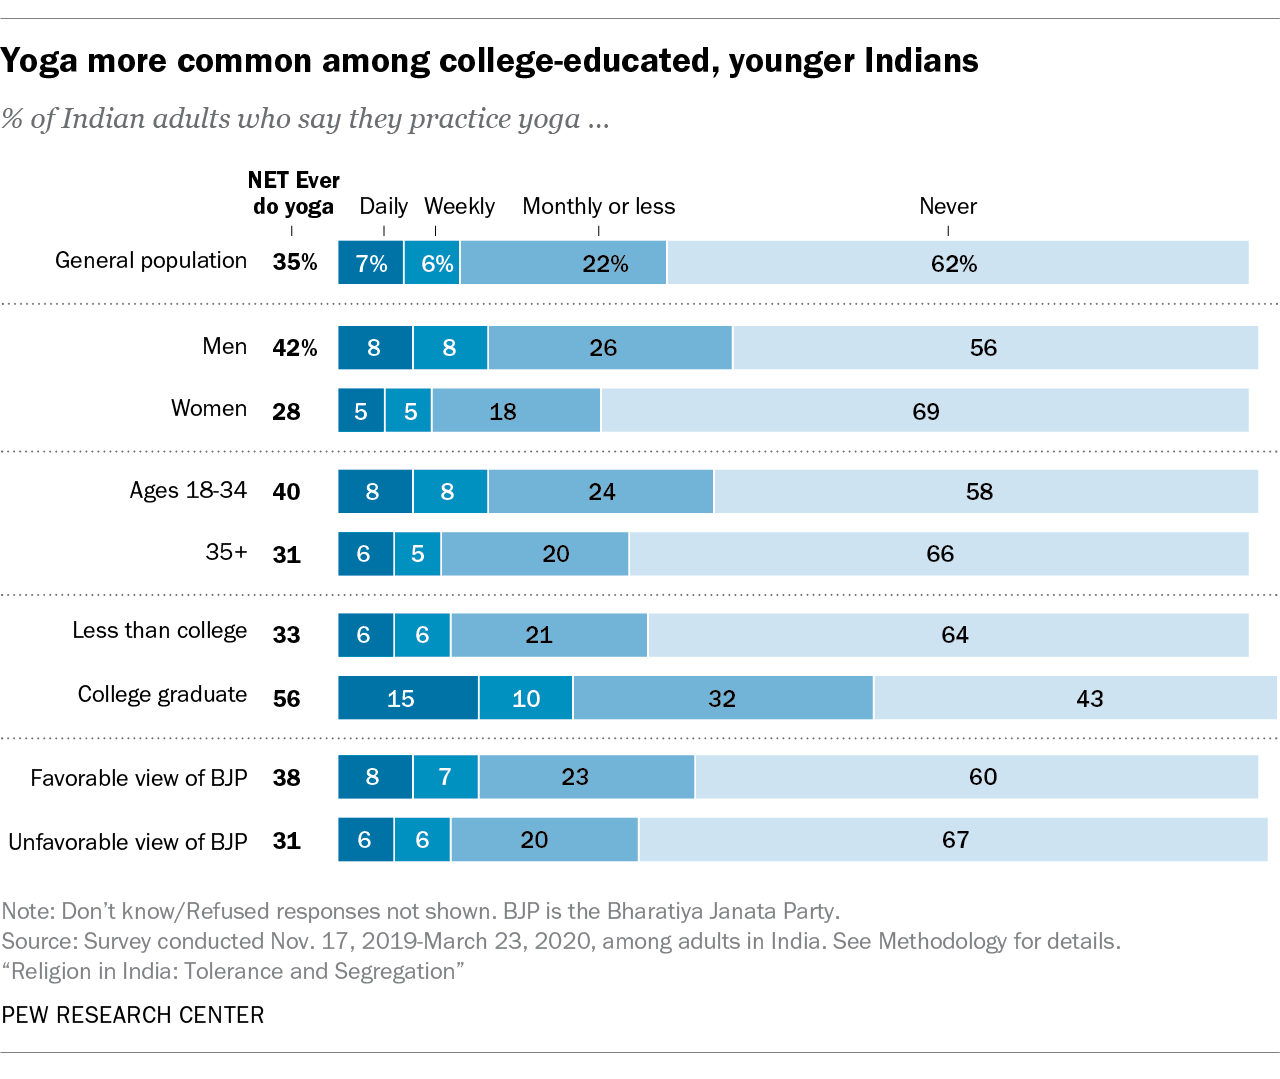 Yoga more common among college-educated, younger Indians
% of Indian adults who say they practice yoga ...
NET Ever
do yoga Daily Weekly Monthly or less Never
General population 35% 7% 6% 22% 62%
Men 42% 8 8 26 56
Women 28 5 5 18 69
Ages 18-34 40 8 8 24 58
35+ 31 6 5 20 66
Less than college 33 6 6 21 64
College graduate 56 15 10 32 43
Favorable view of BJP 38 8 7 23 60
Unfavorable view of BJP 31 6 6 20 67
Note: Don’t know/Refused responses not shown. BJP is the Bharatiya Janata Party.
Source: Survey conducted Nov. 17, 2019-March 23, 2020, among adults in India. See Methodology for details.
“Religion in India: Tolerance and Segregation”
PEW RESEARCH CENTER